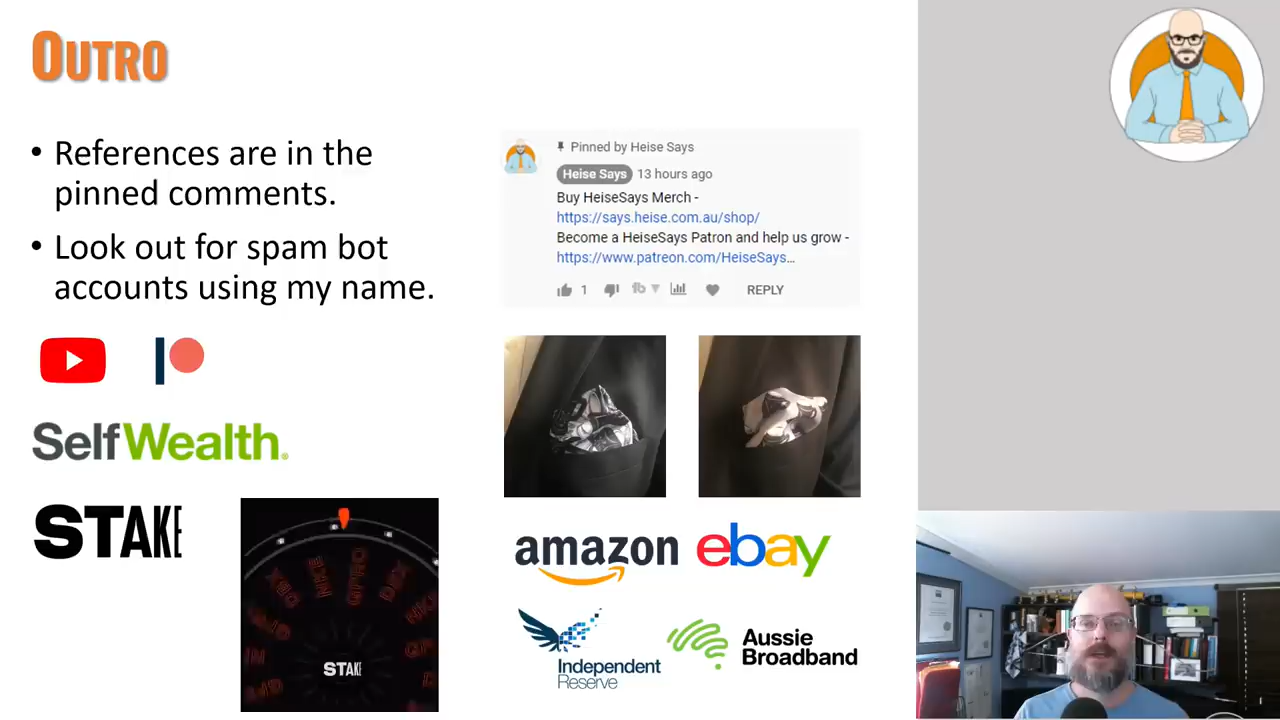 Outro
• References are in the
pinned comments.
• Look out for spam bot
accounts using my name.
Pinned by Heise Says
Heise Says 13 hours ago
Buy HeiseSays Merch -
https://says.heise.com.au/shop/
Become a HeiseSays Patron and help us grow -
https://www.patreon.com/HeiseSays…
1 REPLY
SelfWealth
STAKE
NKE
GPRO
STAKE
amazon
ebay
Independent
Reserve
Aussie
Broadband